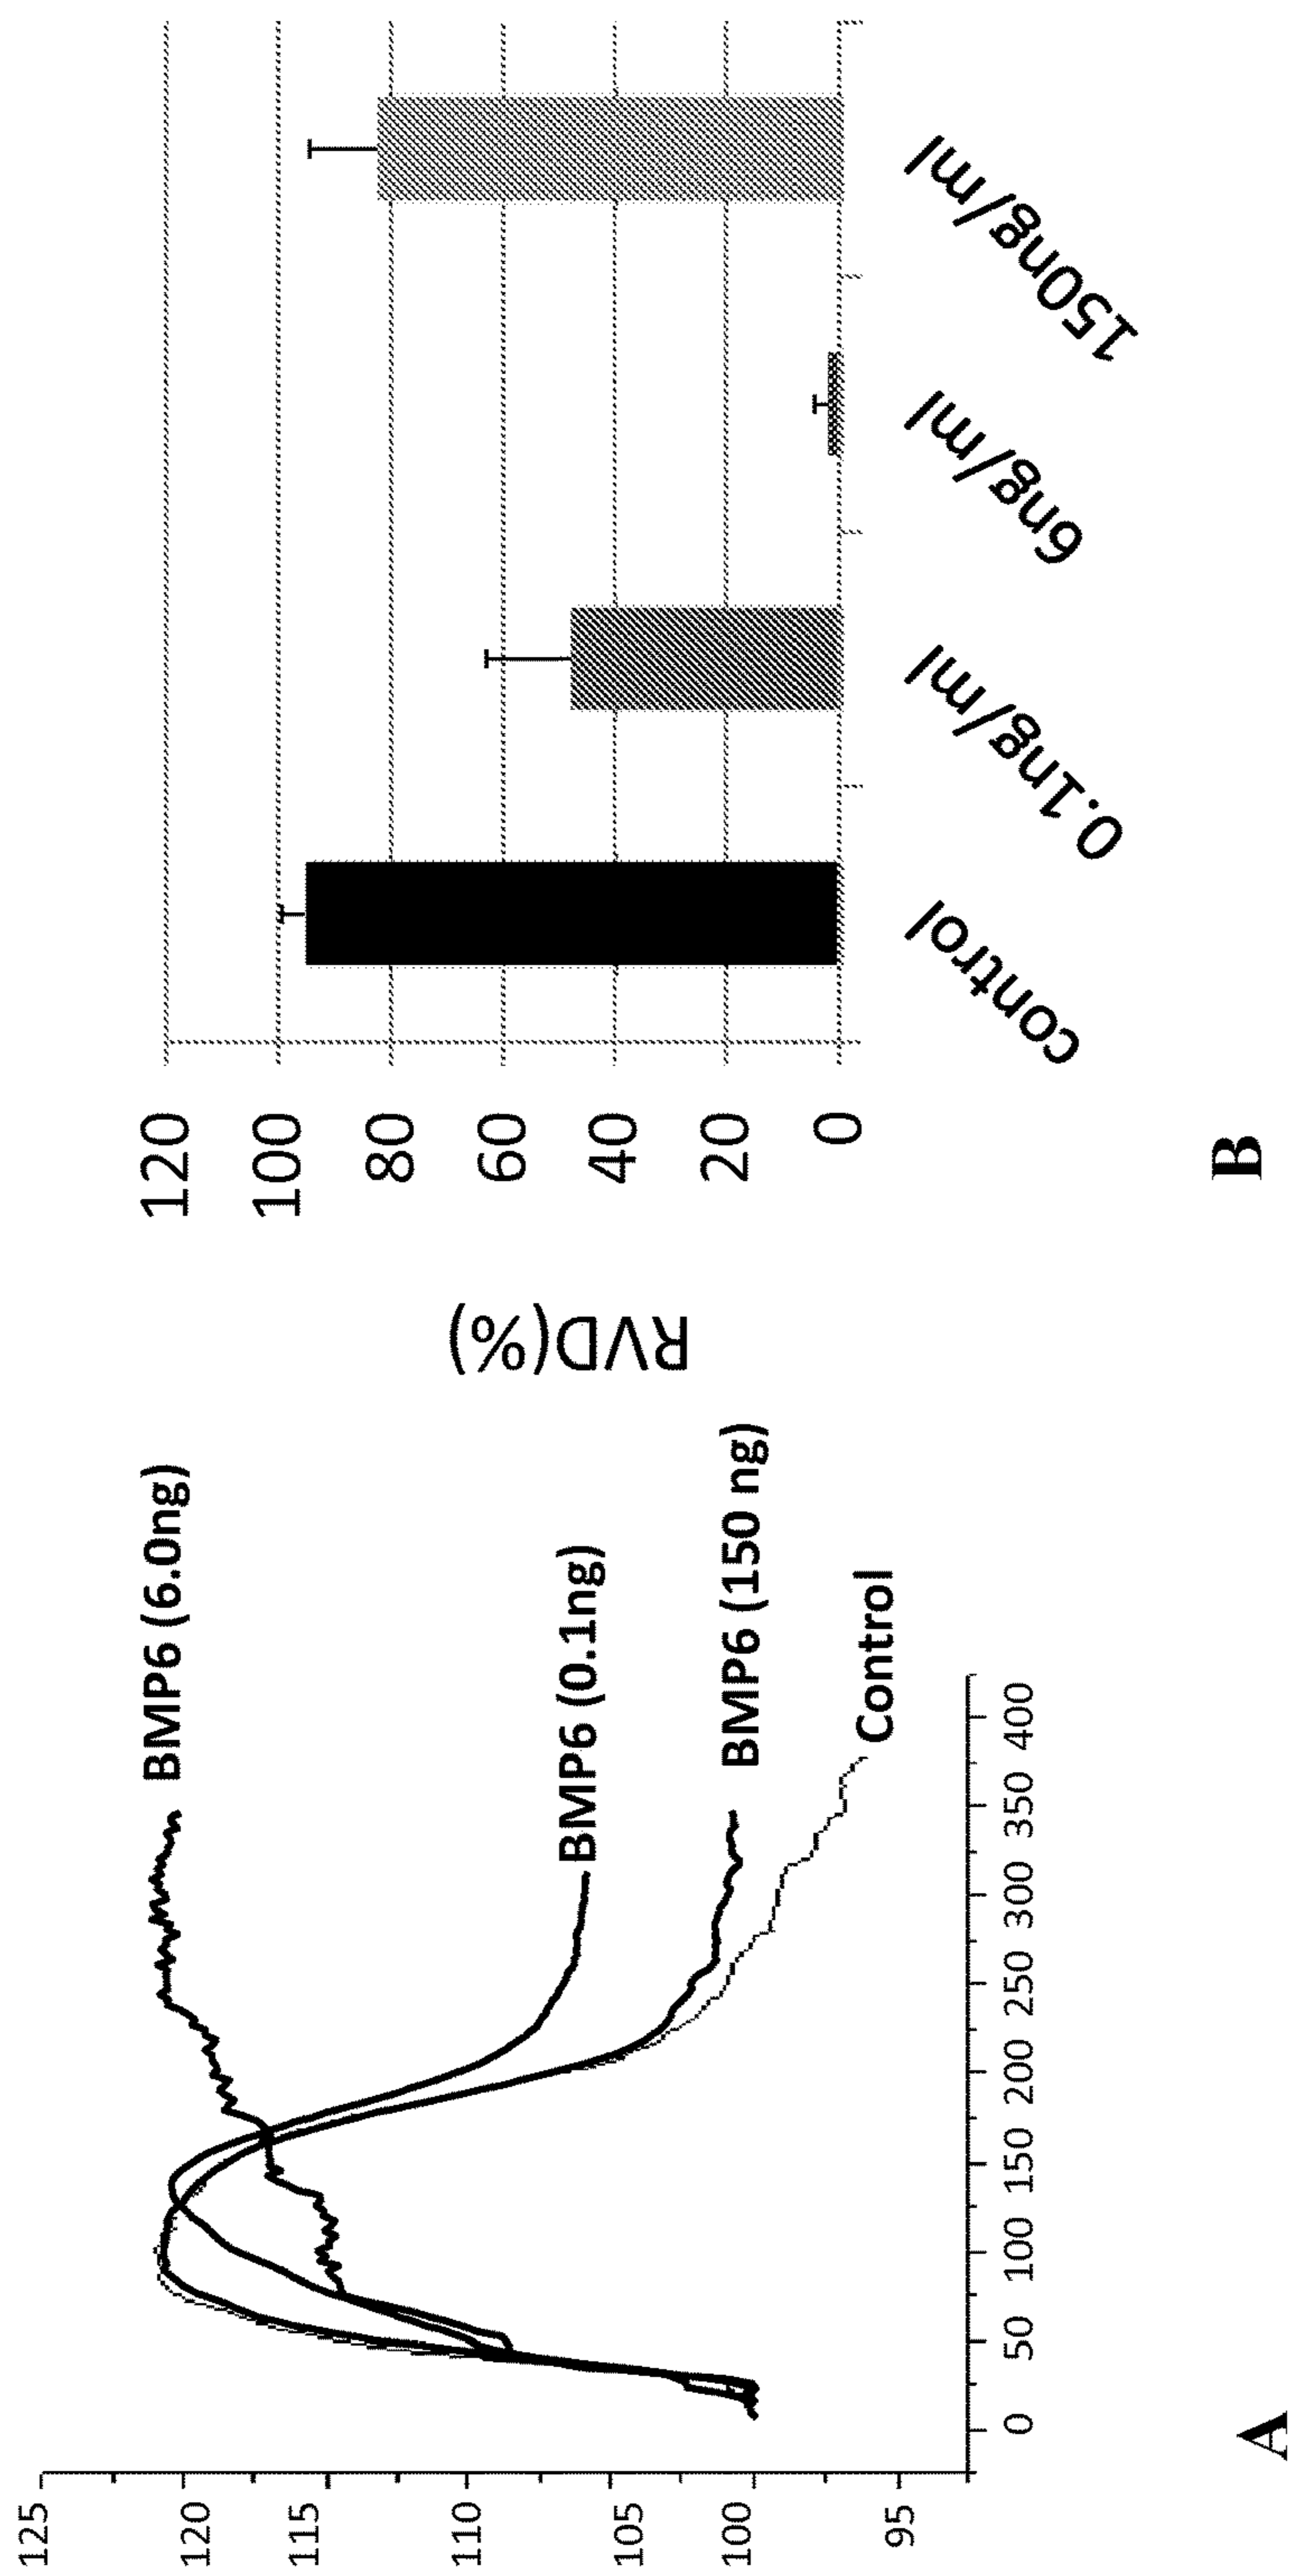 125
120
115
110
105
100
95
0 50 100 150 200 250 300 350 400
BMP6 (6.0ng)
BMP6 (0.1ng)
BMP6 (150 ng)
Control
A
RVD(%)
120
100
80
60
40
20
0
control
0.1ng/ml
6ng/ml
150ng/ml
B